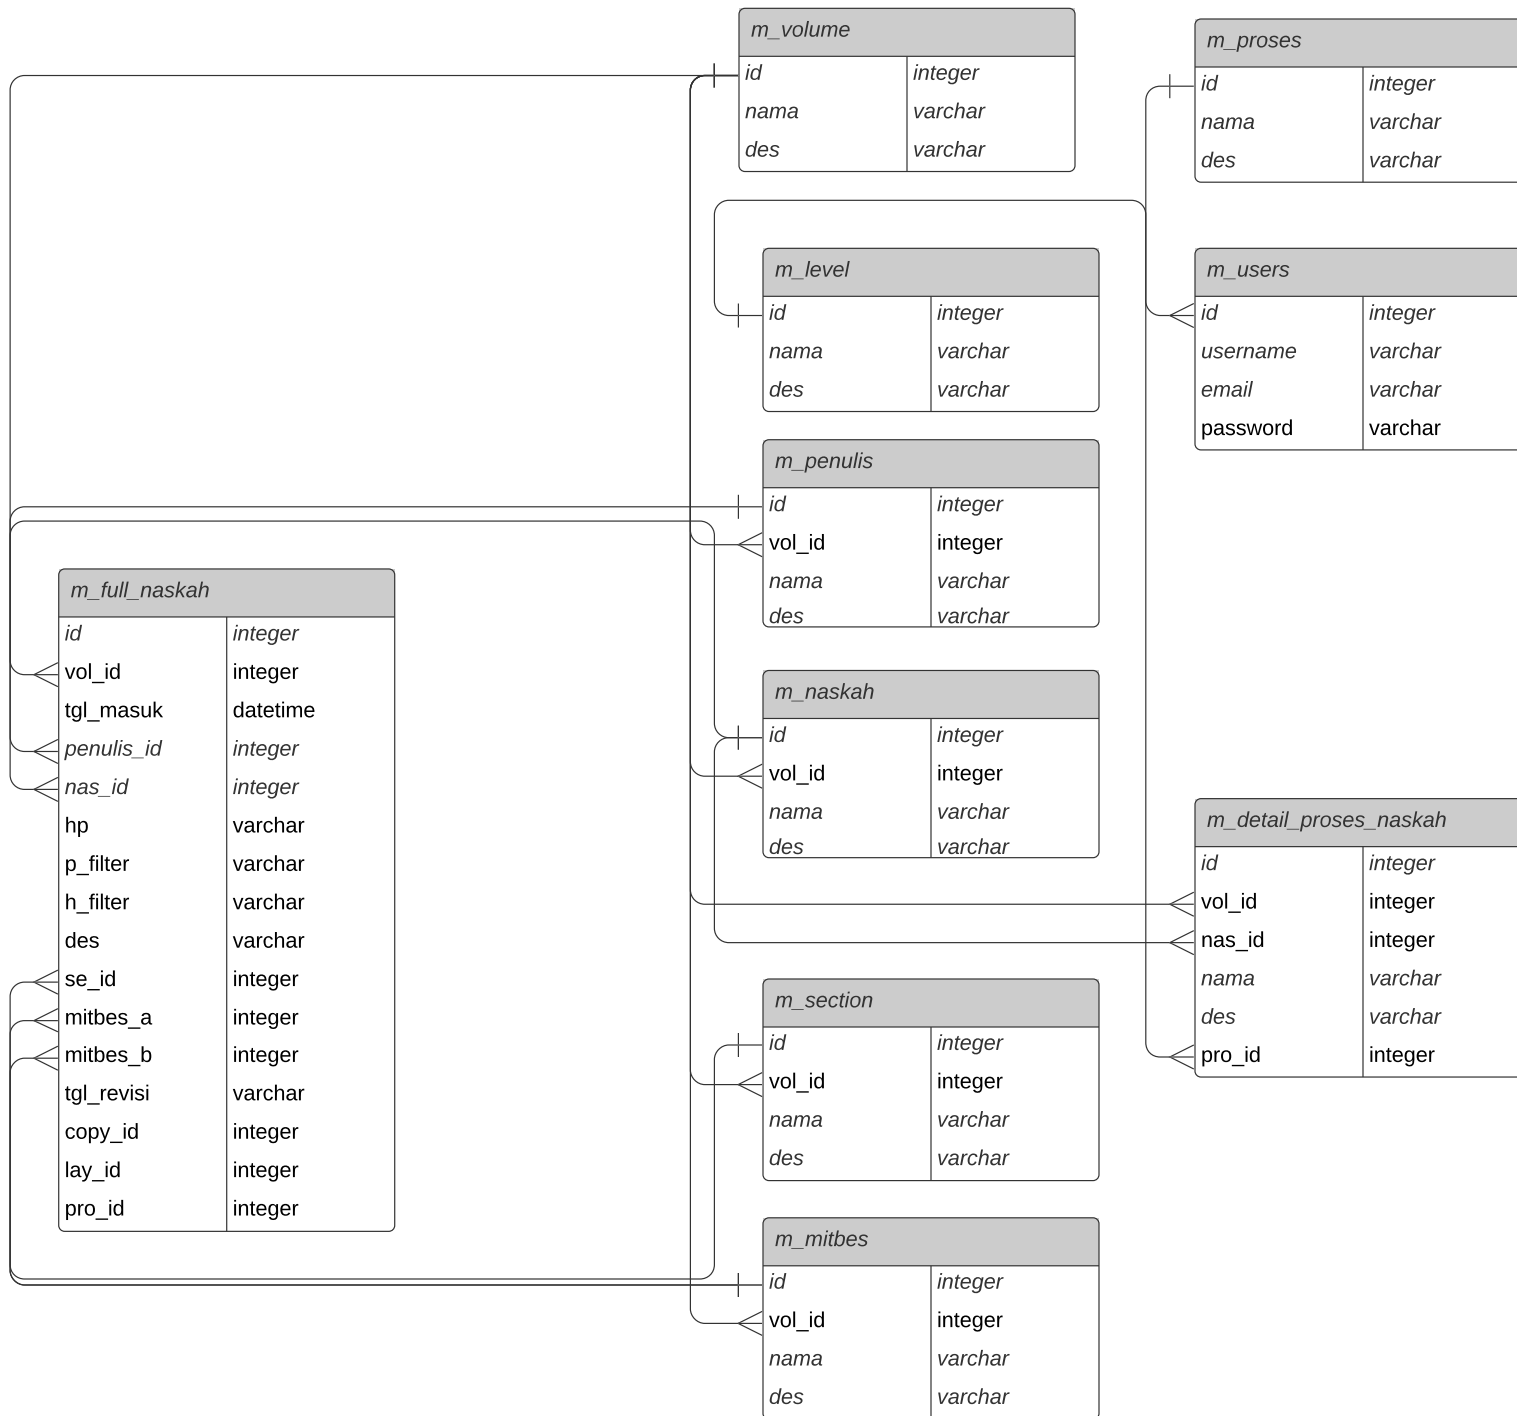 m_volume
id integer
nama varchar
des varchar
m_proses
id integer
nama varchar
des varchar
m_level
id integer
nama varchar
des varchar
m_users
id integer
username varchar
email varchar
password varchar
m_penulis
id integer
vol_id integer
nama varchar
des varchar
m_full_naskah
id integer
vol_id integer
tgl_masuk datetime
penulis_id integer
nas_id integer
hp varchar
p_filter varchar
h_filter varchar
des varchar
se_id integer
mitbes_a integer
mitbes_b integer
tgl_revisi varchar
copy_id integer
lay_id integer
pro_id integer
m_naskah
id integer
vol_id integer
nama varchar
des varchar
m_detail_proses_naskah
id integer
vol_id integer
nas_id integer
nama varchar
des varchar
pro_id integer
m_section
id integer
vol_id integer
nama varchar
des varchar
m_mitbes
id integer
vol_id integer
nama varchar
des varchar